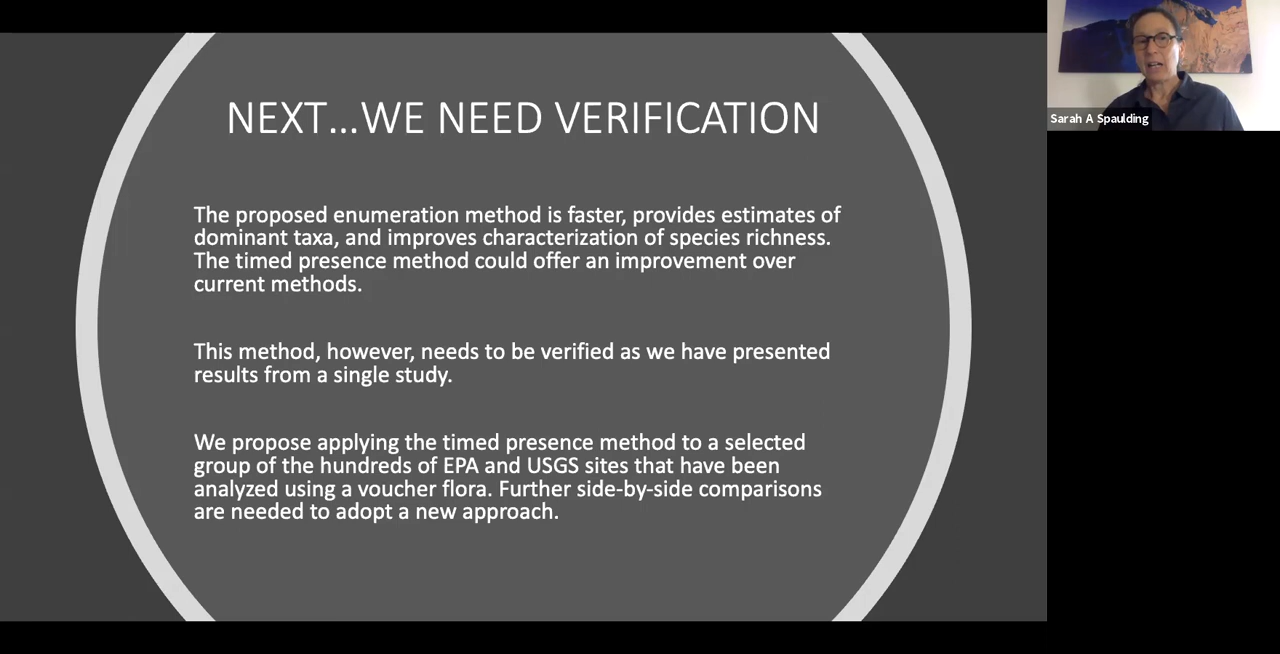 NEXT...WE NEED VERIFICATION
The proposed enumeration method is faster, provides estimates of
dominant taxa, and improves characterization of species richness.
The timed presence method could offer an improvement over
current methods.
This method, however, needs to be verified as we have presented
results from a single study.
We propose applying the timed presence method to a selected
group of the hundreds of EPA and USGS sites that have been
analyzed using a voucher flora. Further side-by-side comparisons
are needed to adopt a new approach.
Sarah A Spaulding